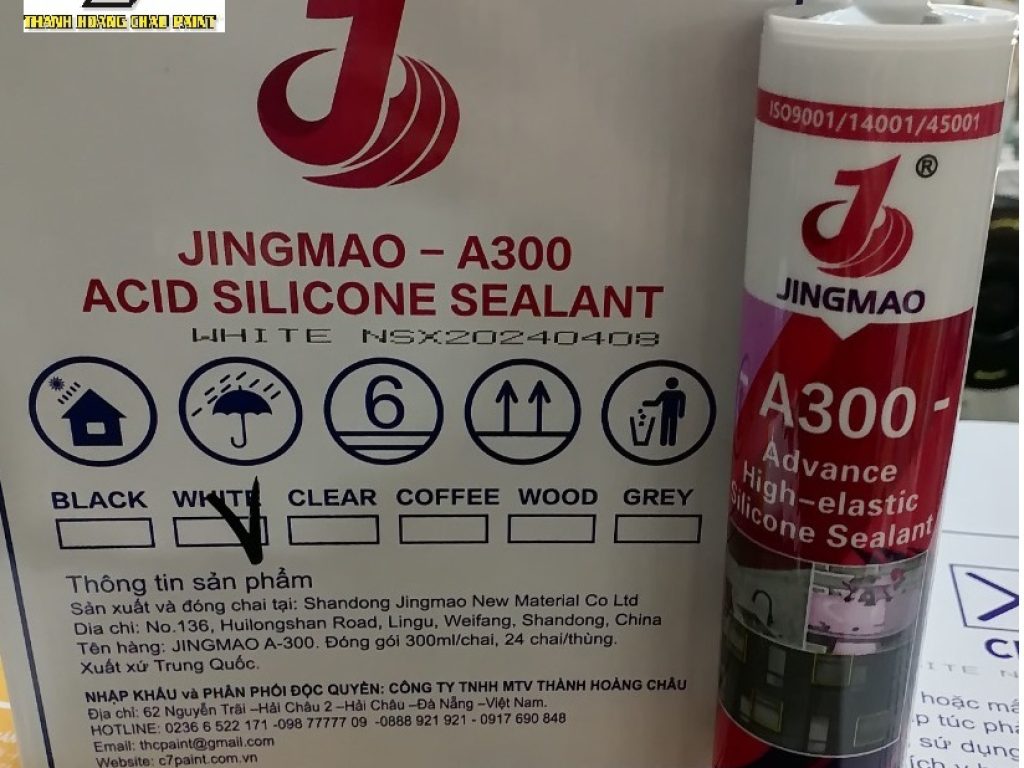 THANH HOANG CHAU PAINT
JINGMAO – A300
ACID SILICONE SEALANT
WHITE NSX20240408
6
BLACK WHITE CLEAR COFFEE WOOD GREY
Thông tin sản phẩm
Sản xuất và đóng chai tại: Shandong Jingmao New Material Co Ltd
Dia chi: No.136, Huilongshan Road, Lingu, Weifang, Shandong, China
Tên hàng: JINGMAO A-300. Đóng gói 300ml/chai, 24 chai/thùng.
Xuất xứ Trung Quốc.
NHẬP KHẨU và PHÂN PHỐI ĐỘC QUYỀN: CÔNG TY TNHH MTV THÀNH HOÀNG CHÂU
Địa chỉ: 62 Nguyễn Trãi –Hải Châu 2 –Hải Châu –Đà Nẵng –Việt Nam.
HOTLINE: 0236 6 522 171 -098 77777 09 -0888 921 921 - 0917 690 848
Email: thcpaint@gmail.com
Website: c7paint.com.vn
ISO9001/14001/45001
®
JINGMAO
A300 -
Advance
High-elastic
Silicone Sealant
hoặc
túc
sử dụng